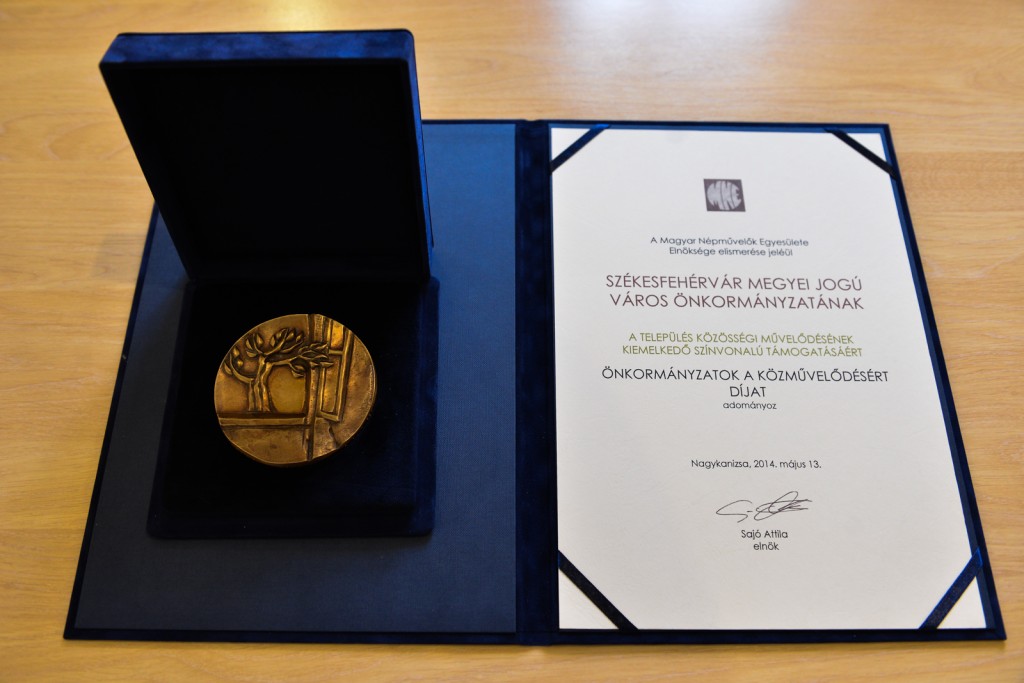 MNE
A Magyar Népművelők Egyesülete
Elnöksége elismerése jeléül
SZÉKESFEHÉRVÁR MEGYEI JOGÚ
VÁROS ÖNKORMÁNYZATÁNAK
A TELEPÜLÉS KÖZÖSSÉGI MŰVELŐDÉSÉNEK
KIEMELKEDŐ SZÍNVONALÚ TÁMOGATÁSÁÉRT
ÖNKORMÁNYZATOK A KÖZMŰVELŐDÉSÉRT
DÍJAT
adományoz
Nagykanizsa, 2014. május 13.
Sajó Attila
elnök